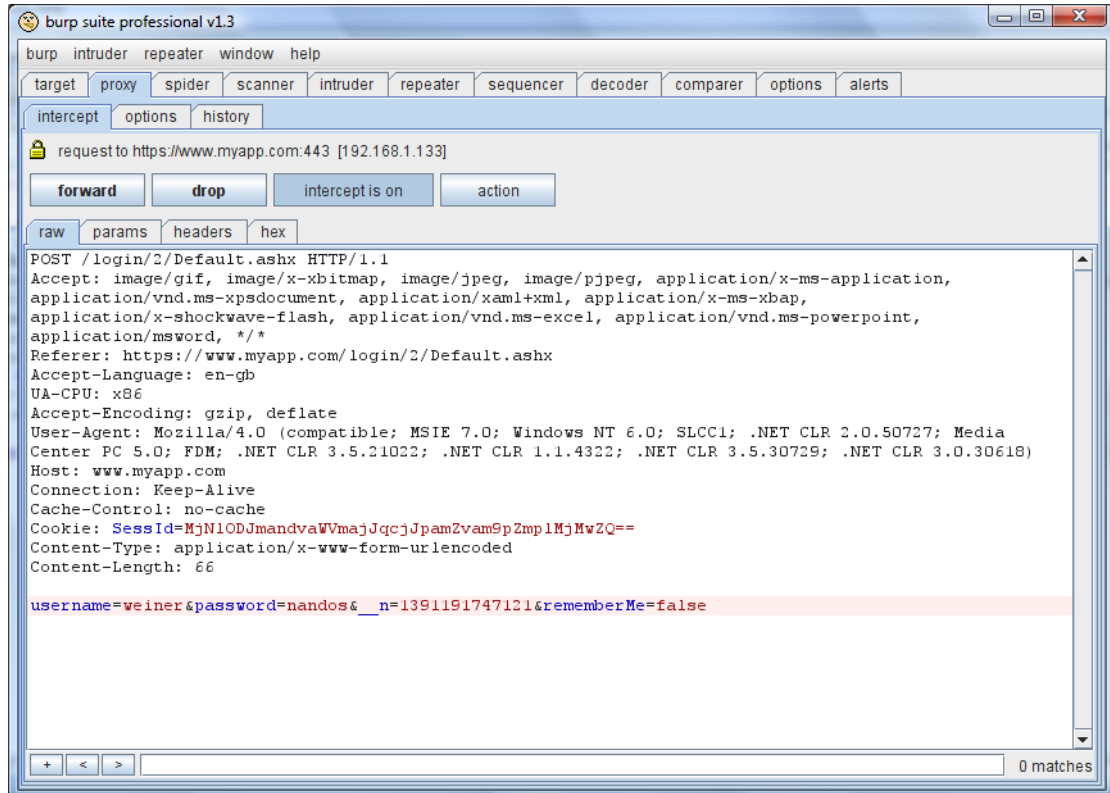 burp suite professional v1.3
burp intruder repeater window help
target proxy spider scanner intruder repeater sequencer decoder comparer options alerts
intercept options history
request to https://www.myapp.com:443 [192.168.1.133]
forward drop intercept is on action
raw params headers hex
POST /login/2/Default.ashx HTTP/1.1
Accept: image/gif, image/x-xbitmap, image/jpeg, image/pjpeg, application/x-ms-application,
application/vnd.ms-xpsdocument, application/xaml+xml, application/x-ms-xbap,
application/x-shockwave-flash, application/vnd.ms-excel, application/vnd.ms-powerpoint,
application/msword, */*
Referer: https://www.myapp.com/login/2/Default.ashx
Accept-Language: en-gb
UA-CPU: x86
Accept-Encoding: gzip, deflate
User-Agent: Mozilla/4.0 (compatible; MSIE 7.0; Windows NT 6.0; SLCC1; .NET CLR 2.0.50727; Media
Center PC 5.0; FDM; .NET CLR 3.5.21022; .NET CLR 1.1.4322; .NET CLR 3.5.30729; .NET CLR 3.0.30618)
Host: www.myapp.com
Connection: Keep-Alive
Cache-Control: no-cache
Cookie: SessId=MjN1ODJmandvaWVmajJqcjJpamZvam9pZmplMjMwZQ==
Content-Type: application/x-www-form-urlencoded
Content-Length: 66
username=weiner&password=nandos&__n=1391191747121&rememberMe=false
+ < > 0 matches